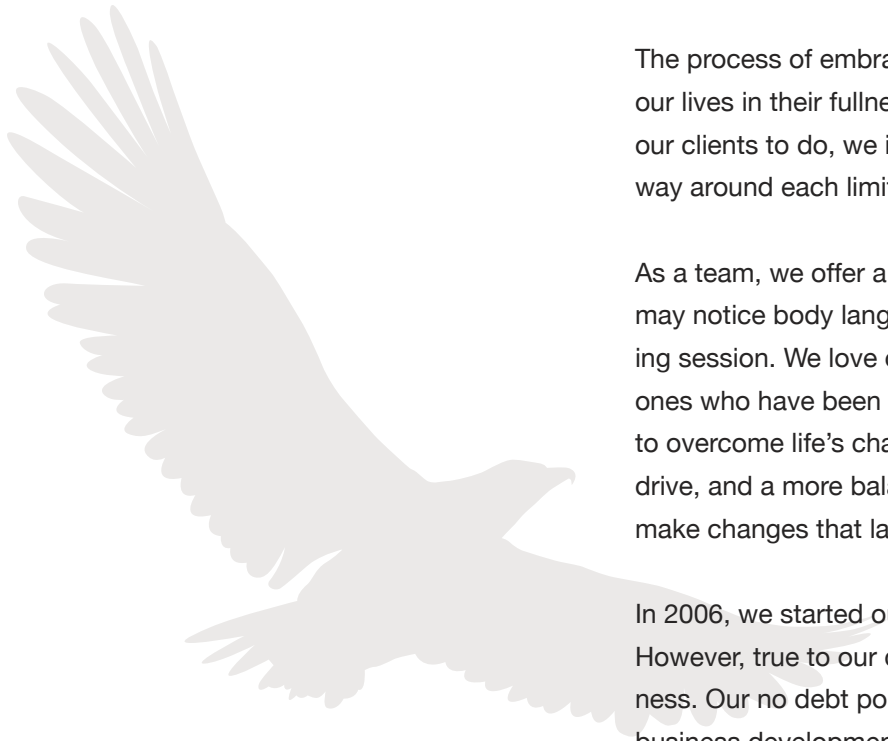 The process of embra
our lives in their fullne
our clients to do, we i
way around each limi
As a team, we offer a
may notice body lang
ing session. We love
ones who have been
to overcome life’s cha
drive, and a more bala
make changes that la
In 2006, we started o
However, true to our
ness. Our no debt po
business developmen